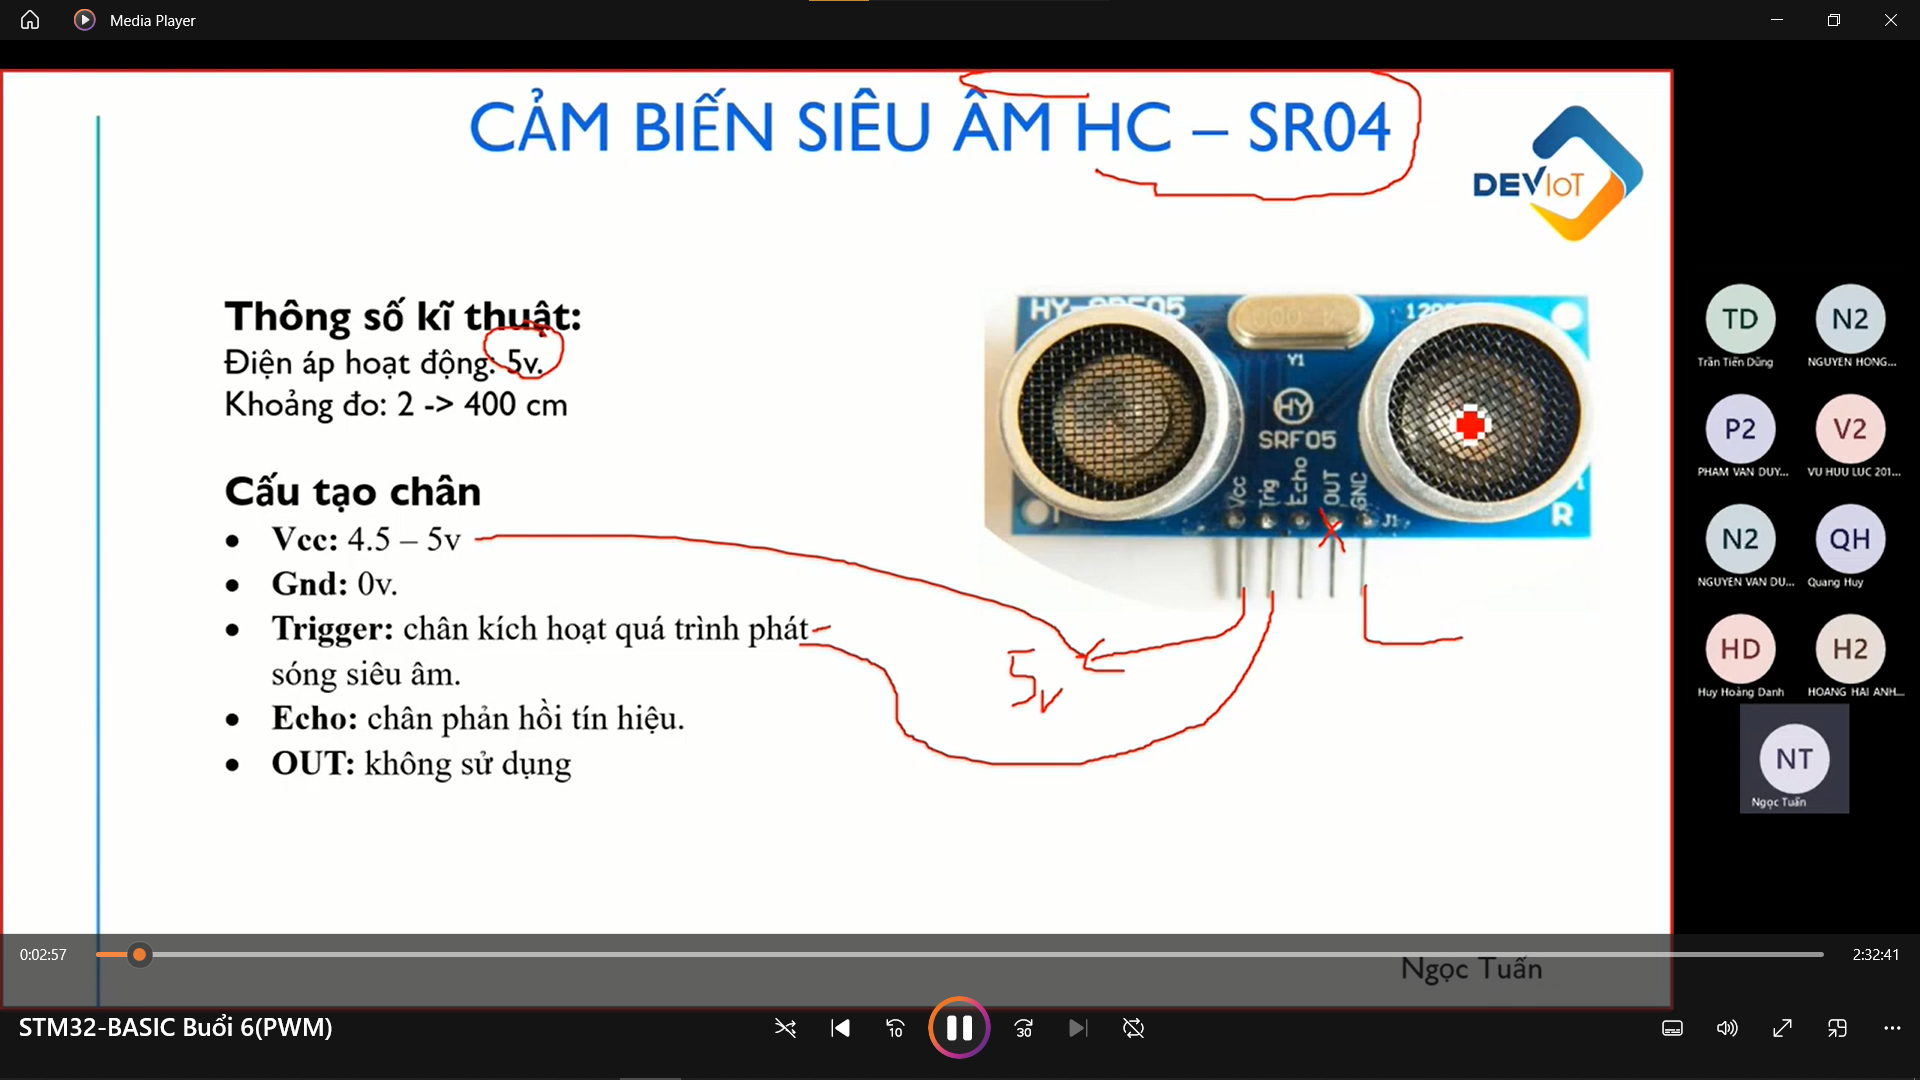 Media Player
CẢM BIẾN SIÊU ÂM HC – SR04
DEVIoT
Thông số kĩ thuật:
Điện áp hoạt động: 5v.
Khoảng đo: 2 -> 400 cm
Cấu tạo chân
• Vcc: 4.5 – 5v
• Gnd: 0v.
• Trigger: chân kích hoạt quá trình phát
sóng siêu âm.
• Echo: chân phản hồi tín hiệu.
• OUT: không sử dụng
HY-SRF05
Y1
HY
SRF05
Vcc
Trig
Echo
OUT
GND
J1
R
5v
TD
Trần Tiến Dũng
N2
NGUYEN HONG...
P2
PHAM VAN DUY...
V2
VU HUU LUC 201...
N2
NGUYEN VAN DU...
QH
Quang Huy
HD
Huy Hoàng Danh
H2
HOANG HAI ANH...
NT
Ngọc Tuấn
Ngọc Tuấn
0:02:57
2:32:41
STM32-BASIC Buổi 6(PWM)
10
30